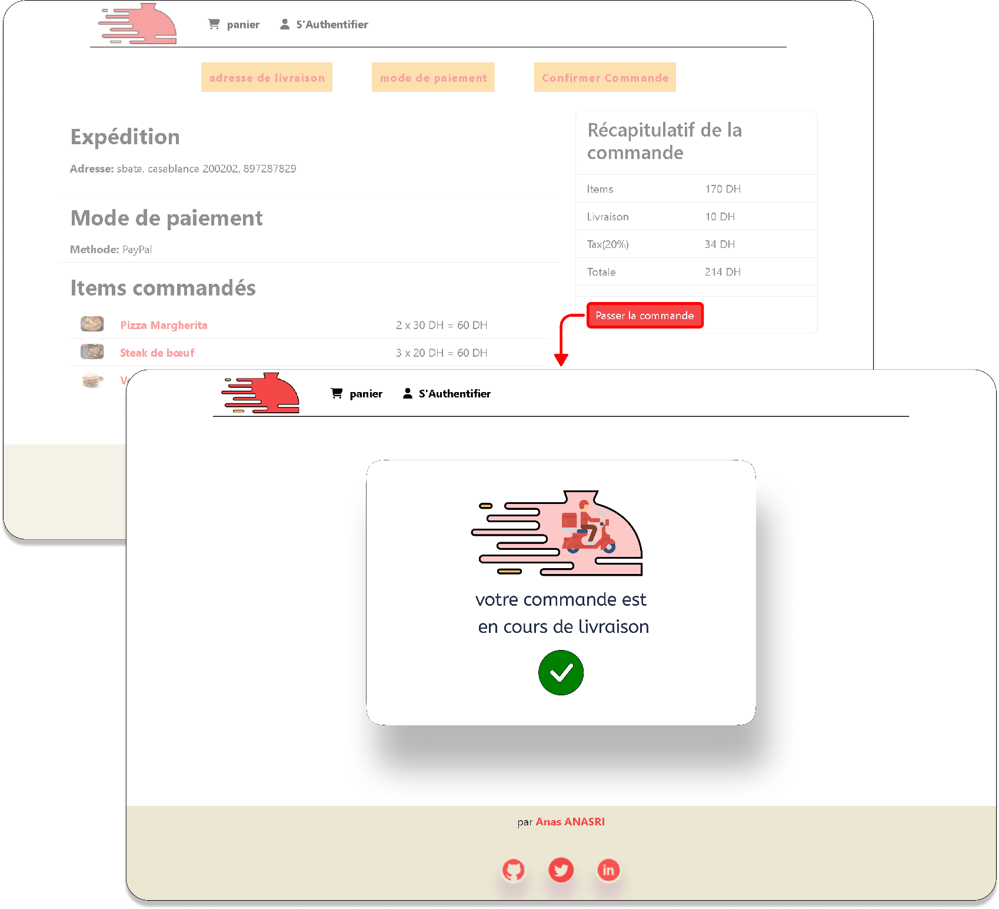 panier S'Authentifier
adresse de livraison mode de paiement Confirmer Commande
Expédition
Adresse: sbata, casablanca 200202, 897287829
Mode de paiement
Methode: PayPal
Items commandés
Pizza Margherita 2 x 30 DH = 60 DH
Steak de bœuf 3 x 20 DH = 60 DH
Récapitulatif de la
commande
Items 170 DH
Livraison 10 DH
Tax(20%) 34 DH
Totale 214 DH
Passer la commande
panier S'Authentifier
votre commande est
en cours de livraison
par Anas ANASRI
in